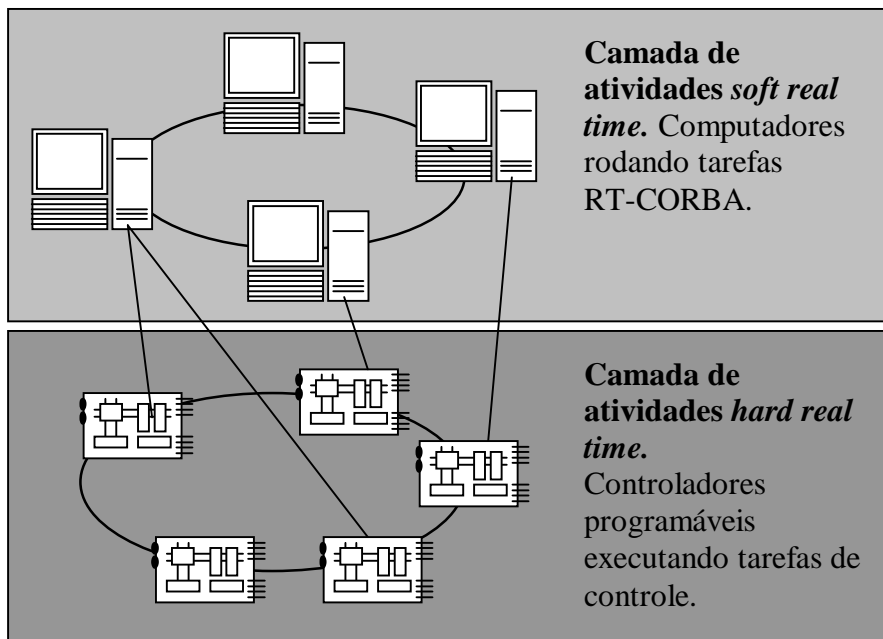 Camada de
atividades soft real
time. Computadores
rodando tarefas
RT-CORBA.
Camada de
atividades hard real
time.
Controladores
programáveis
executando tarefas de
controle.